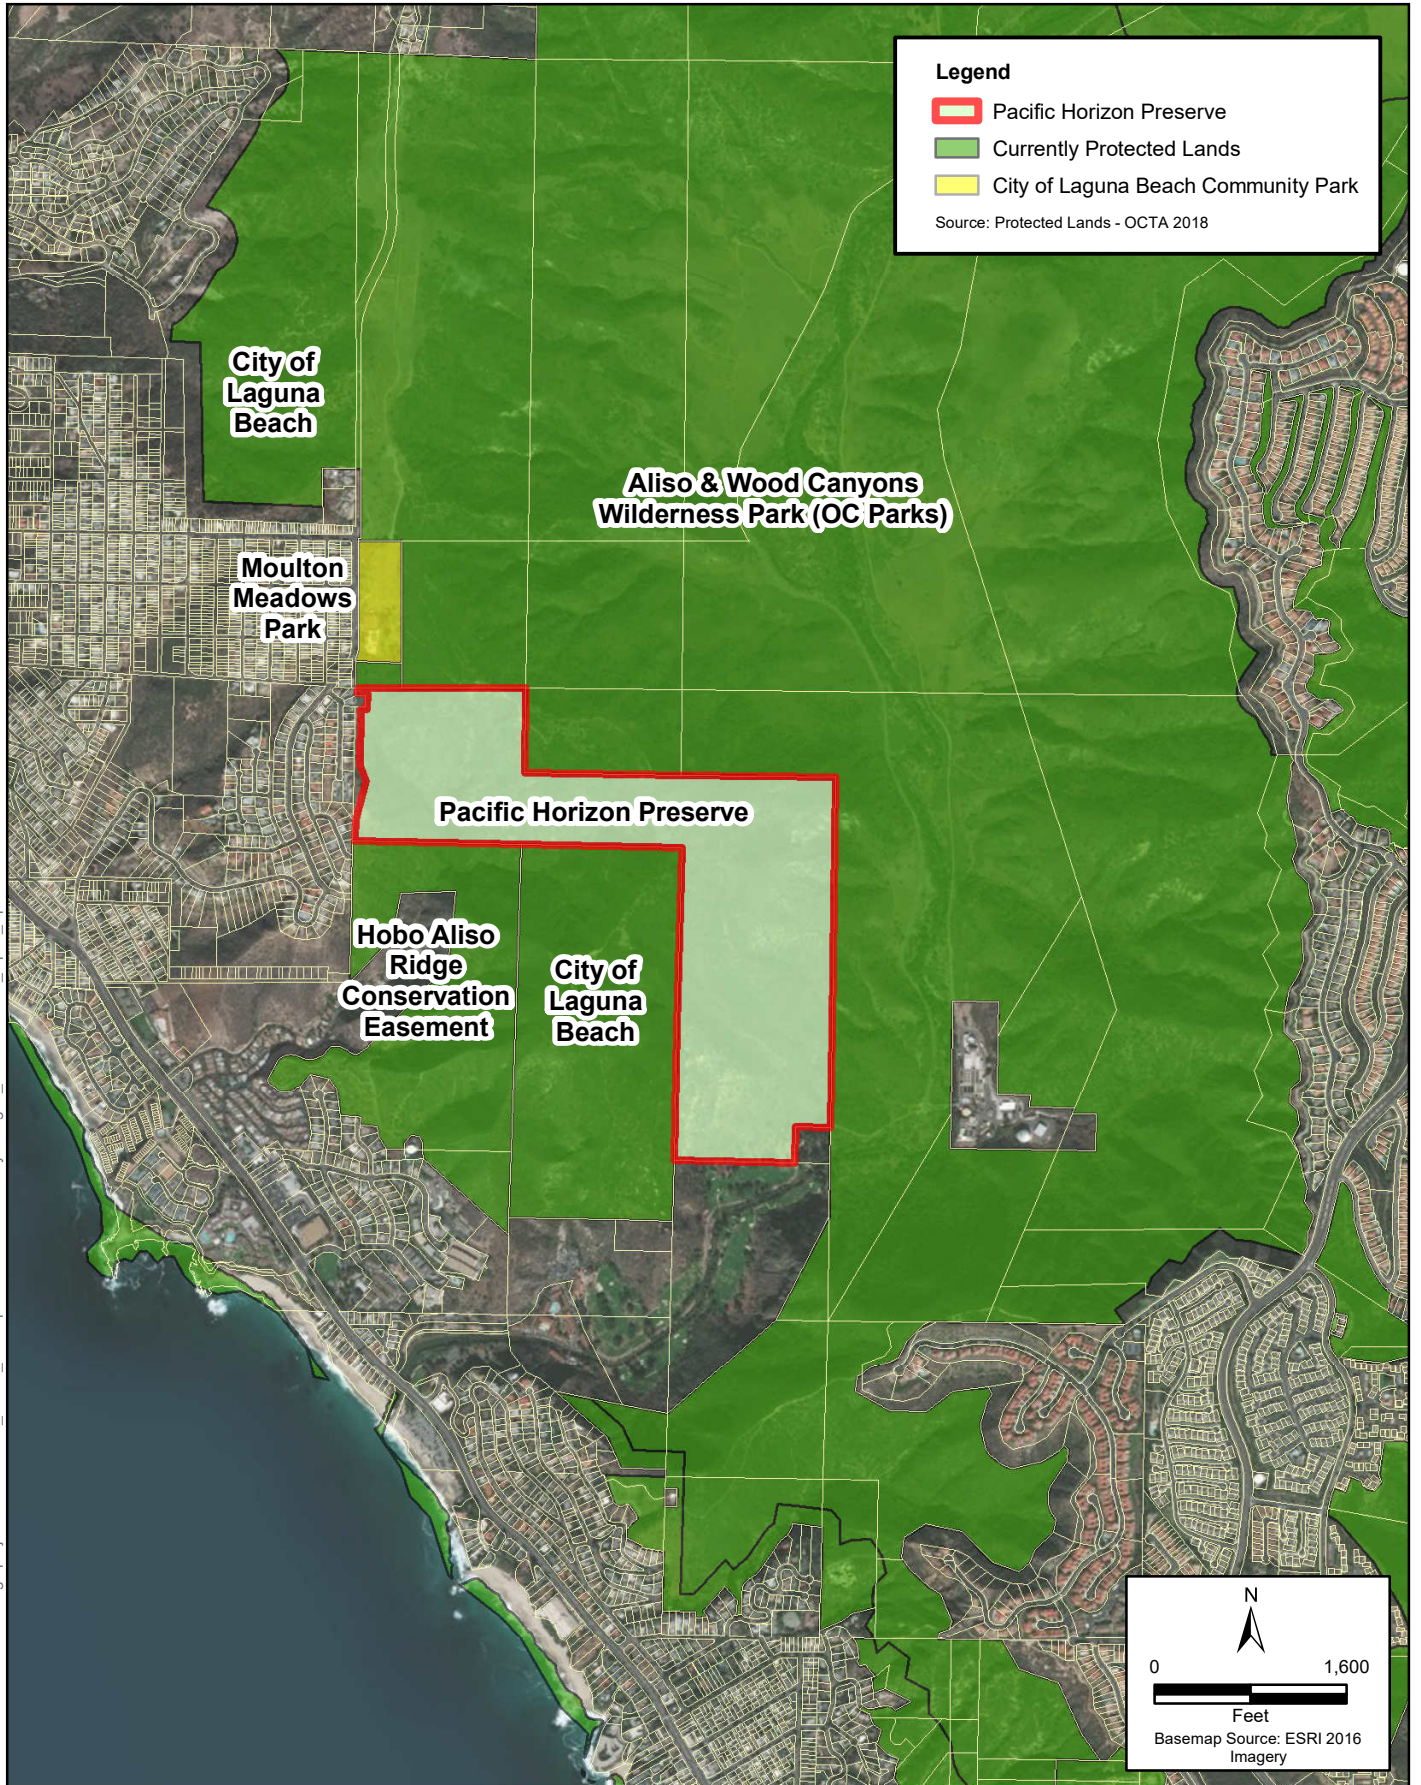 Legend
Pacific Horizon Preserve
Currently Protected Lands
City of Laguna Beach Community Park
Source: Protected Lands - OCTA 2018
City of
Laguna
Beach
Aliso & Wood Canyons
Wilderness Park (OC Parks)
Moulton
Meadows
Park
Pacific Horizon Preserve
Hobo Aliso
Ridge
Conservation
Easement
City of
Laguna
Beach
N
0 1,600
Feet
Basemap Source: ESRI 2016
Imagery